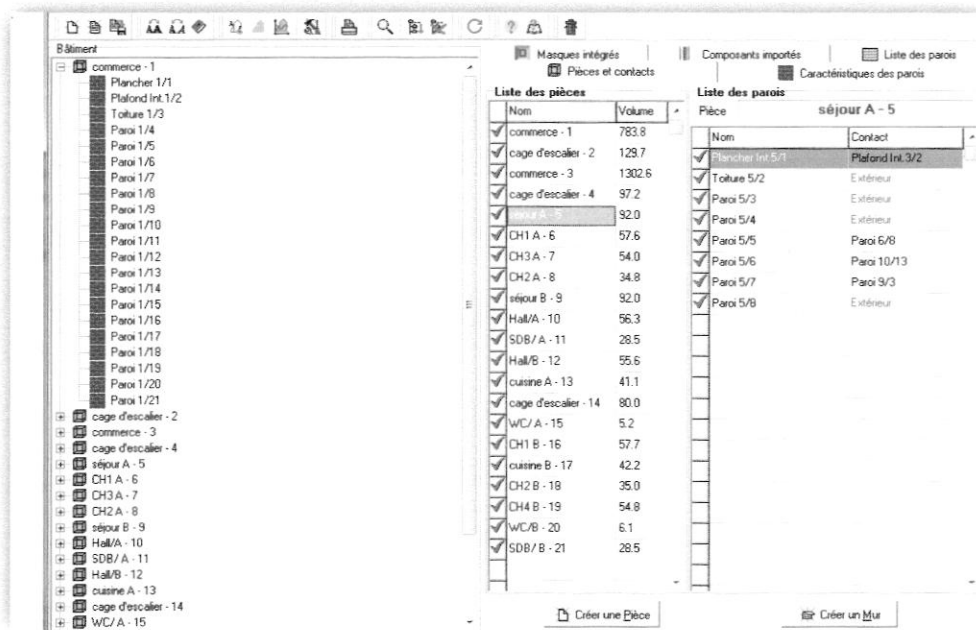 Bâtiment
commerce - 1
Plancher 1/1
Plafond Int.1/2
Toiture 1/3
Paroi 1/4
Paroi 1/5
Paroi 1/6
Paroi 1/7
Paroi 1/8
Paroi 1/9
Paroi 1/10
Paroi 1/11
Paroi 1/12
Paroi 1/13
Paroi 1/14
Paroi 1/15
Paroi 1/16
Paroi 1/17
Paroi 1/18
Paroi 1/19
Paroi 1/20
Paroi 1/21
cage d'escalier - 2
commerce - 3
cage d'escalier - 4
séjour A - 5
CH1 A - 6
CH3 A - 7
CH2 A - 8
séjour B - 9
Hall/A - 10
SDB/ A - 11
Hall/B - 12
cuisine A - 13
cage d'escalier - 14
WC/ A - 15
Masques intégrés Composants importés Liste des parois
Pièces et contacts Caractéristiques des parois
Liste des pièces
Nom Volume
commerce - 1 783.8
cage d'escalier - 2 129.7
commerce - 3 1302.6
cage d'escalier - 4 97.2
séjour A - 5 92.0
CH1 A - 6 57.6
CH3 A - 7 54.0
CH2 A - 8 34.8
séjour B - 9 92.0
Hall/A - 10 56.3
SDB/ A - 11 28.5
Hall/B - 12 55.6
cuisine A - 13 41.1
cage d'escalier - 14 80.0
WC/ A - 15 5.2
CH1 B - 16 57.7
cuisine B - 17 42.2
CH2 B - 18 35.0
CH4 B - 19 54.8
WC/B - 20 6.1
SDB/ B - 21 28.5
Créer une Pièce
Liste des parois
Pièce séjour A - 5
Nom Contact
Plancher Int.5/1 Plafond Int.3/2
Toiture 5/2 Extérieur
Paroi 5/3 Extérieur
Paroi 5/4 Extérieur
Paroi 5/5 Paroi 6/8
Paroi 5/6 Paroi 10/13
Paroi 5/7 Paroi 9/3
Paroi 5/8 Extérieur
Créer un Mur